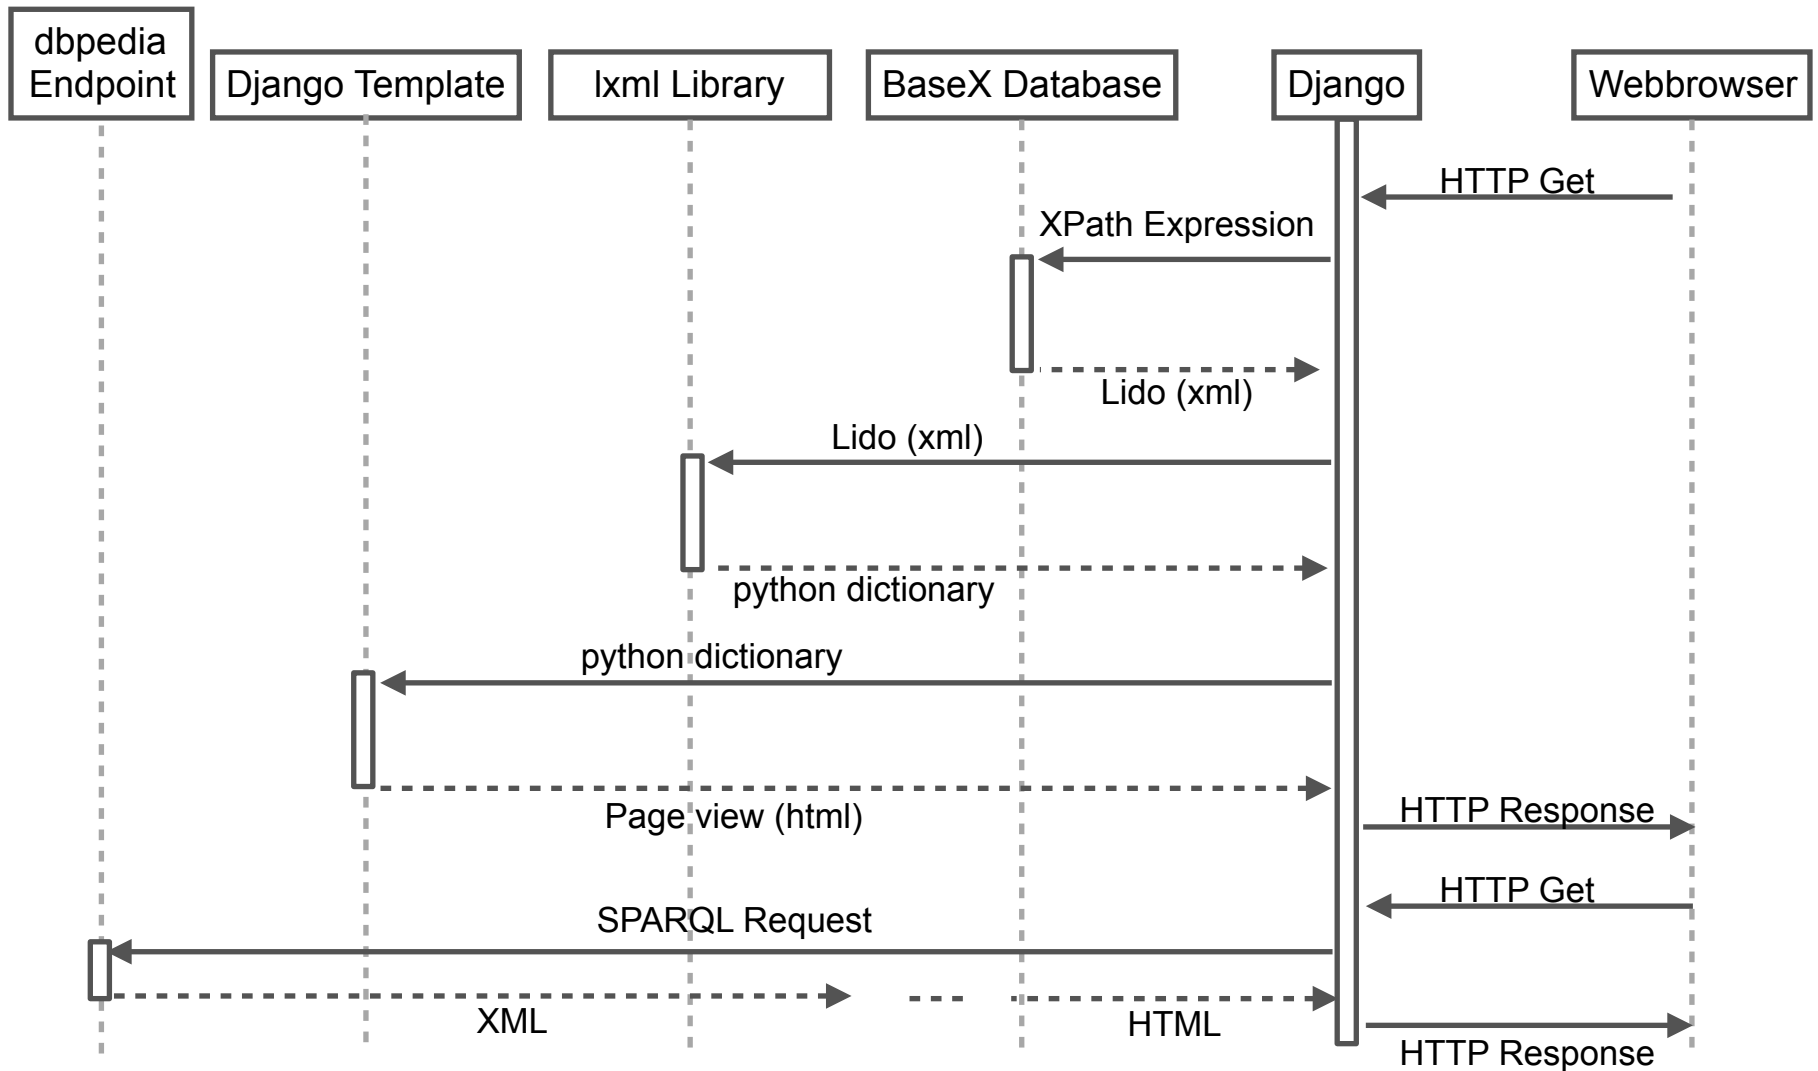 dbpedia
Endpoint
Django Template
lxml Library
BaseX Database
Django
Webbrowser
HTTP Get
XPath Expression
Lido (xml)
Lido (xml)
python dictionary
python dictionary
Page view (html)
HTTP Response
HTTP Get
SPARQL Request
XML
HTML
HTTP Response